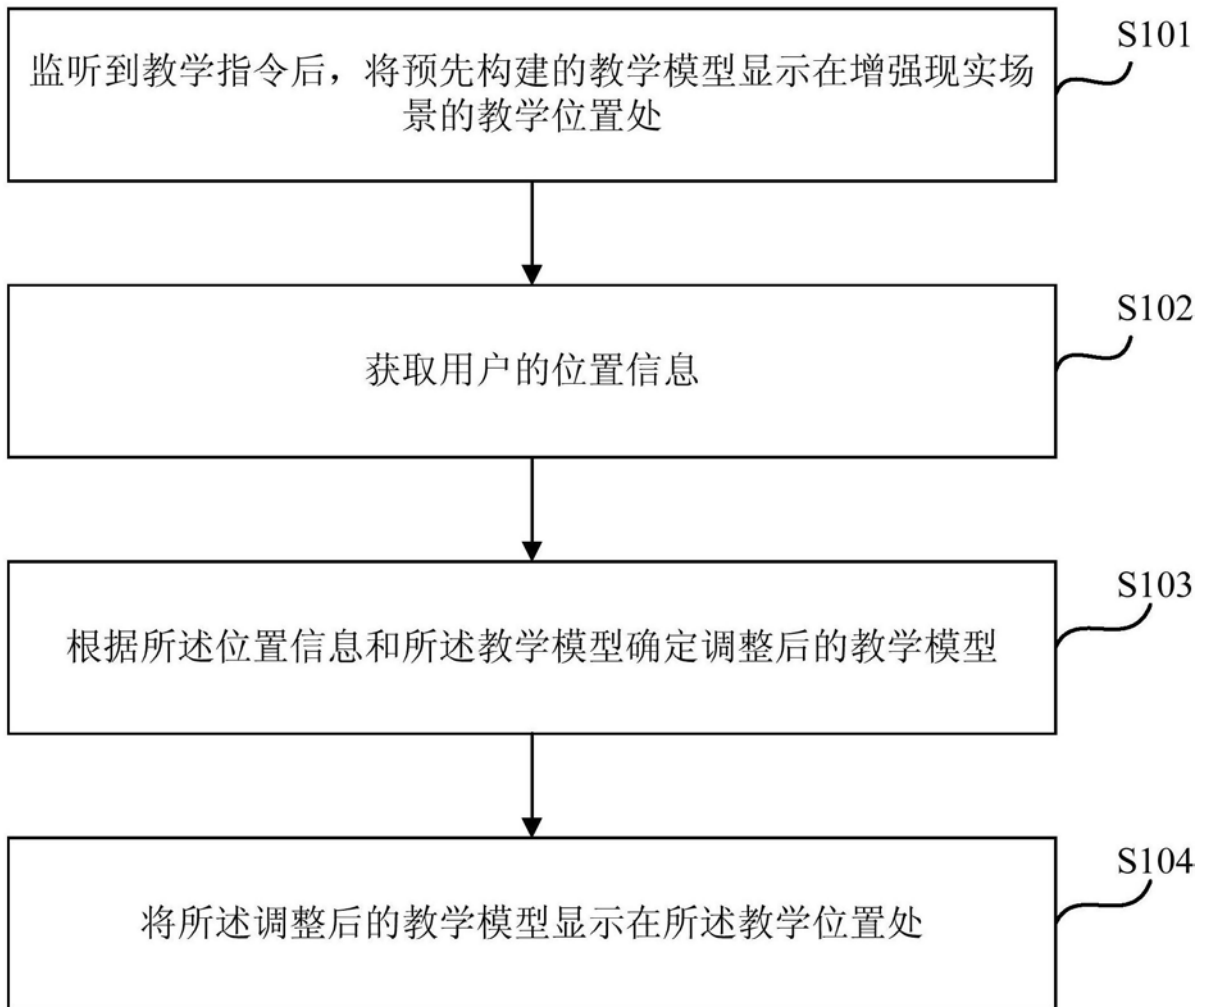 监听到教学指令后，将预先构建的教学模型显示在增强现实场
景的教学位置处
S101
获取用户的位置信息
S102
根据所述位置信息和所述教学模型确定调整后的教学模型
S103
将所述调整后的教学模型显示在所述教学位置处
S104